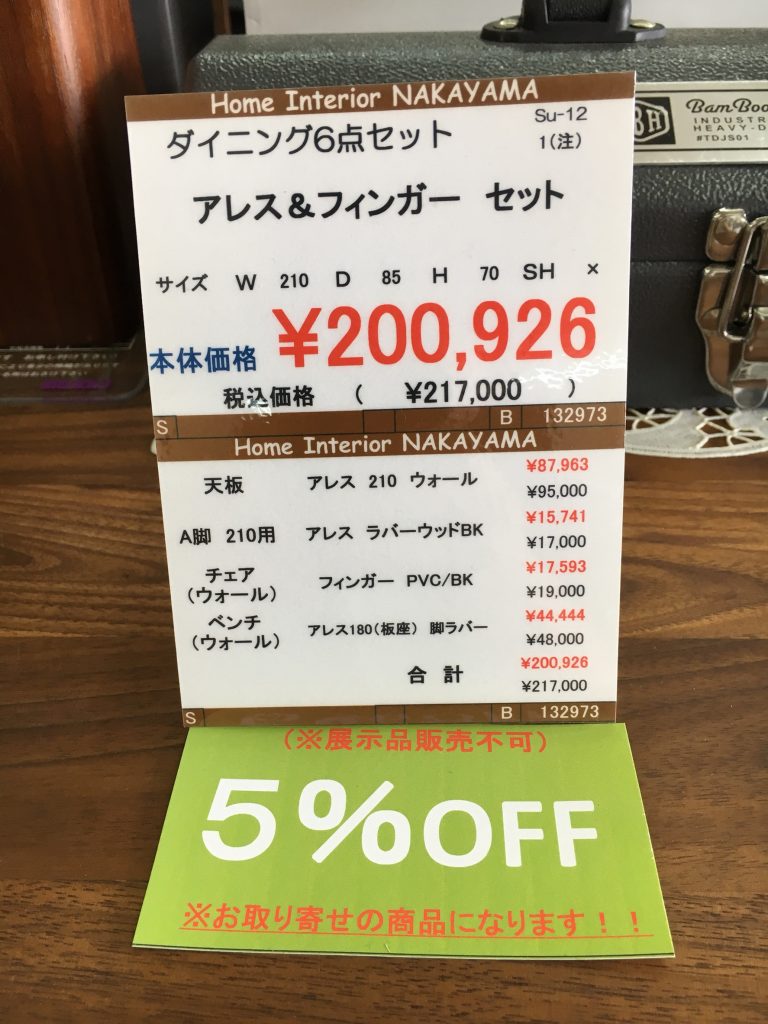 BamBoo
INDUSTR
HEAVY-D
#TDJS01
BH
Home Interior NAKAYAMA
Su-12
ダイニング6点セット
1(注)
アレス&フィンガー セット
サイズ W 210 D 85 H 70 SH ×
本体価格 ¥200,926
税込価格 ( ¥217,000 )
S B 132973
Home Interior NAKAYAMA
天板 アレス 210 ウォール ¥87,963
¥95,000
A脚 210用 アレス ラバーウッドBK ¥15,741
¥17,000
チェア(ウォール) フィンガー PVC/BK ¥17,593
¥19,000
ベンチ(ウォール) アレス180(板座) 脚ラバー ¥44,444
¥48,000
合 計 ¥200,926
¥217,000
S B 132973
(※展示品販売不可)
5%OFF
※お取り寄せの商品になります!!